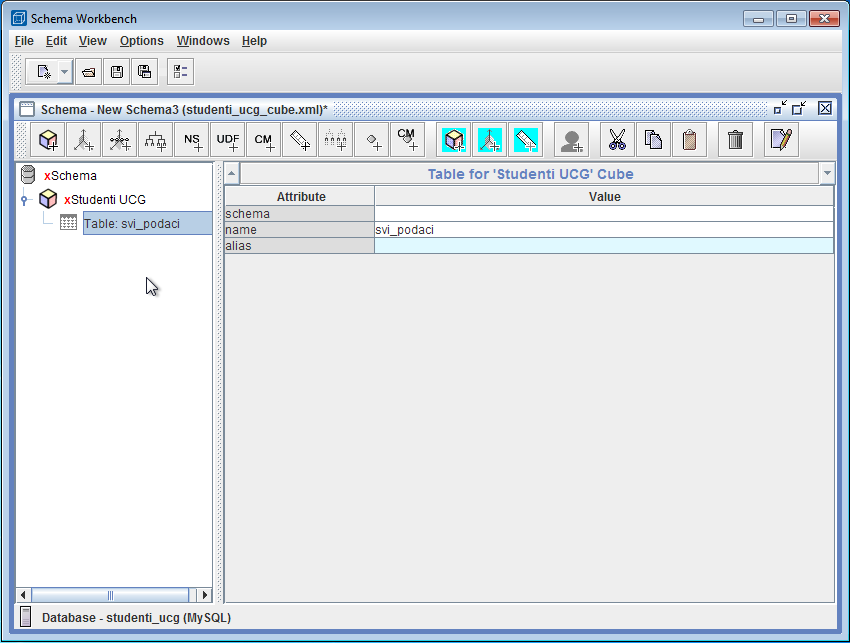 Schema Workbench
File Edit View Options Windows Help
Schema - New Schema3 (studenti_ucg_cube.xml)*
NS UDF CM CM
xSchema
Table for 'Studenti UCG' Cube
xStudenti UCG
Attribute Value
Table: svi_podaci
schema
name svi_podaci
alias
Database - studenti_ucg (MySQL)